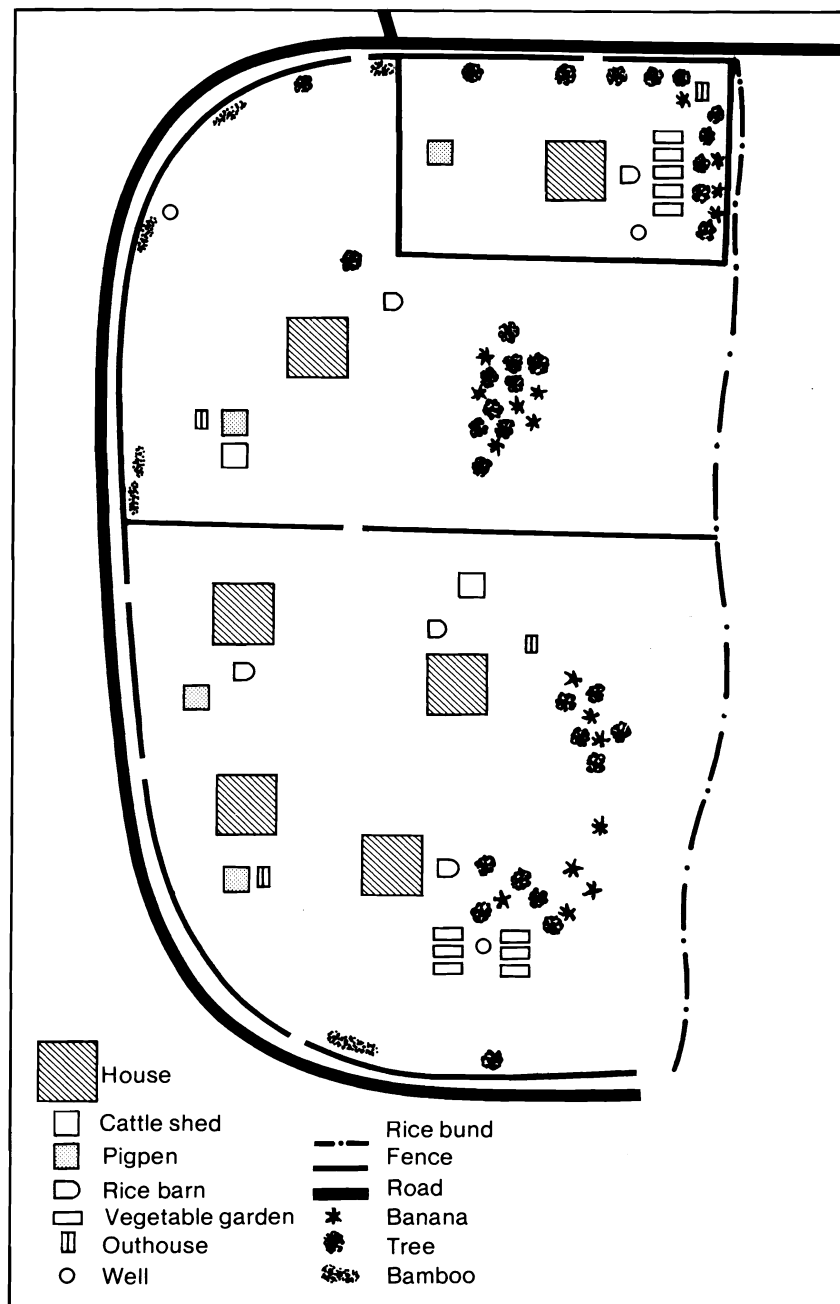 House
Cattle shed
Pigpen
Rice barn
Vegetable garden
Outhouse
Well
Rice bund
Fence
Road
Banana
Tree
Bamboo